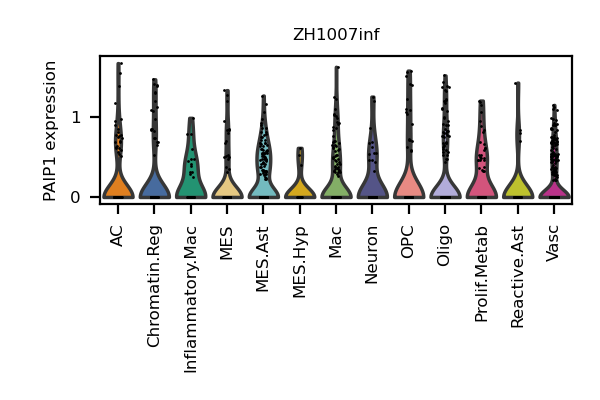 ZH1007inf
PAIP1 expression
1
0
AC
Chromatin.Reg
Inflammatory.Mac
MES
MES.Ast
MES.Hyp
Mac
Neuron
OPC
Oligo
Prolif.Metab
Reactive.Ast
Vasc